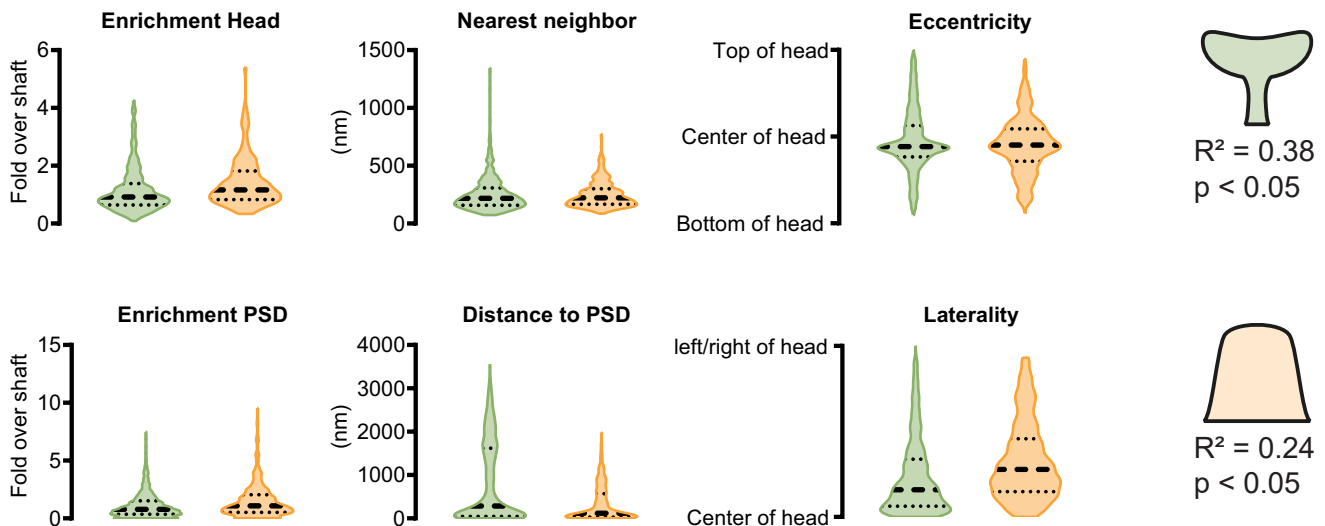 Enrichment Head
Fold over shaft
6
4
2
0
Nearest neighbor
(nm)
1500
1000
500
0
Eccentricity
Top of head
Center of head
Bottom of head
R² = 0.38
p < 0.05
Enrichment PSD
Fold over shaft
15
10
5
0
Distance to PSD
(nm)
4000
3000
2000
1000
0
Laterality
left/right of head
Center of head
R² = 0.24
p < 0.05